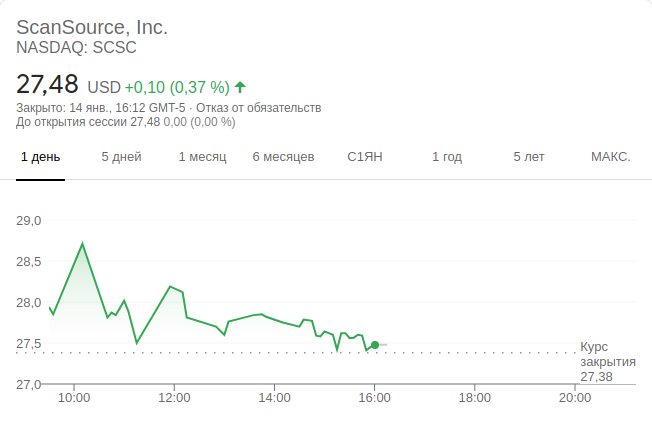 ScanSource, Inc.
NASDAQ: SCSC
27,48 USD +0,10 (0,37 %)
Закрыто: 14 янв., 16:12 GMT-5 · Отказ от обязательств
До открытия сессии 27,48 0,00 (0,00 %)
1 день 5 дней 1 месяц 6 месяцев С1ЯН 1 год 5 лет МАКС.
29,0
28,5
28,0
27,5
27,0
Курс
закрытия
27,38
10:00 12:00 14:00 16:00 18:00 20:00